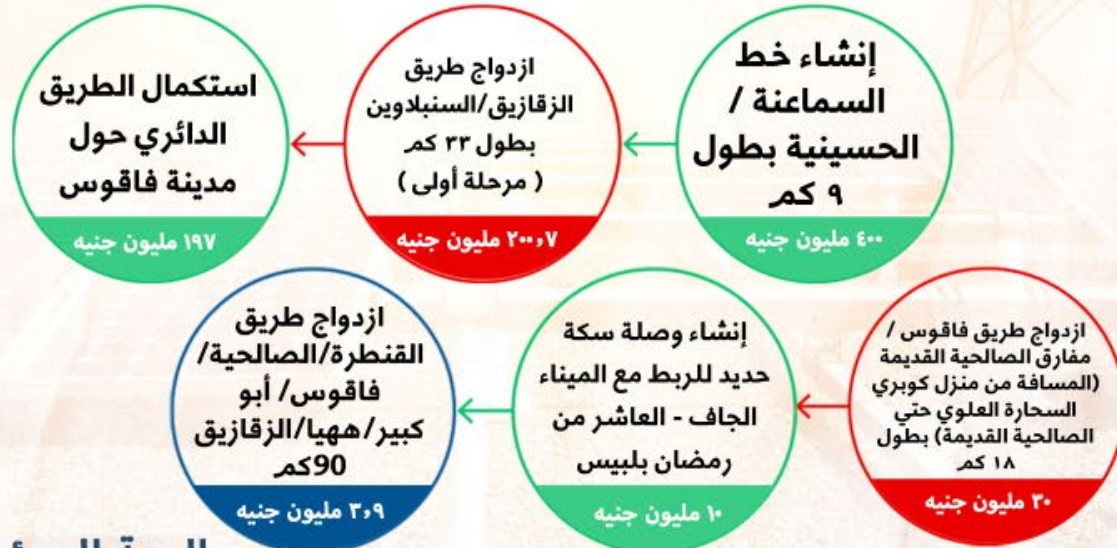 إنشاء خط
السماعنة /
الحسينية بطول
٩ كم
٤٠٠ مليون جنيه
ازدواج طريق
الزقازيق/السنبلاوين
بطول ٣٣ كم
( مرحلة أولى )
٢٠٠,٧ مليون جنيه
استكمال الطريق
الدائري حول
مدينة فاقوس
١٩٧ مليون جنيه
ازدواج طريق فاقوس /
مفارق الصالحية القديمة
(المسافة من منزل كوبري
السحارة العلوي حتي
الصالحية القديمة) بطول
١٨ كم
٣٠ مليون جنيه
إنشاء وصلة سكة
حديد للربط مع الميناء
الجاف - العاشر من
رمضان بلبيس
١٠ مليون جنيه
ازدواج طريق
القنطرة/الصالحية/
فاقوس/ أبو
كبير/ههيا/الزقازيق
90كم
٣,٩ مليون جنيه